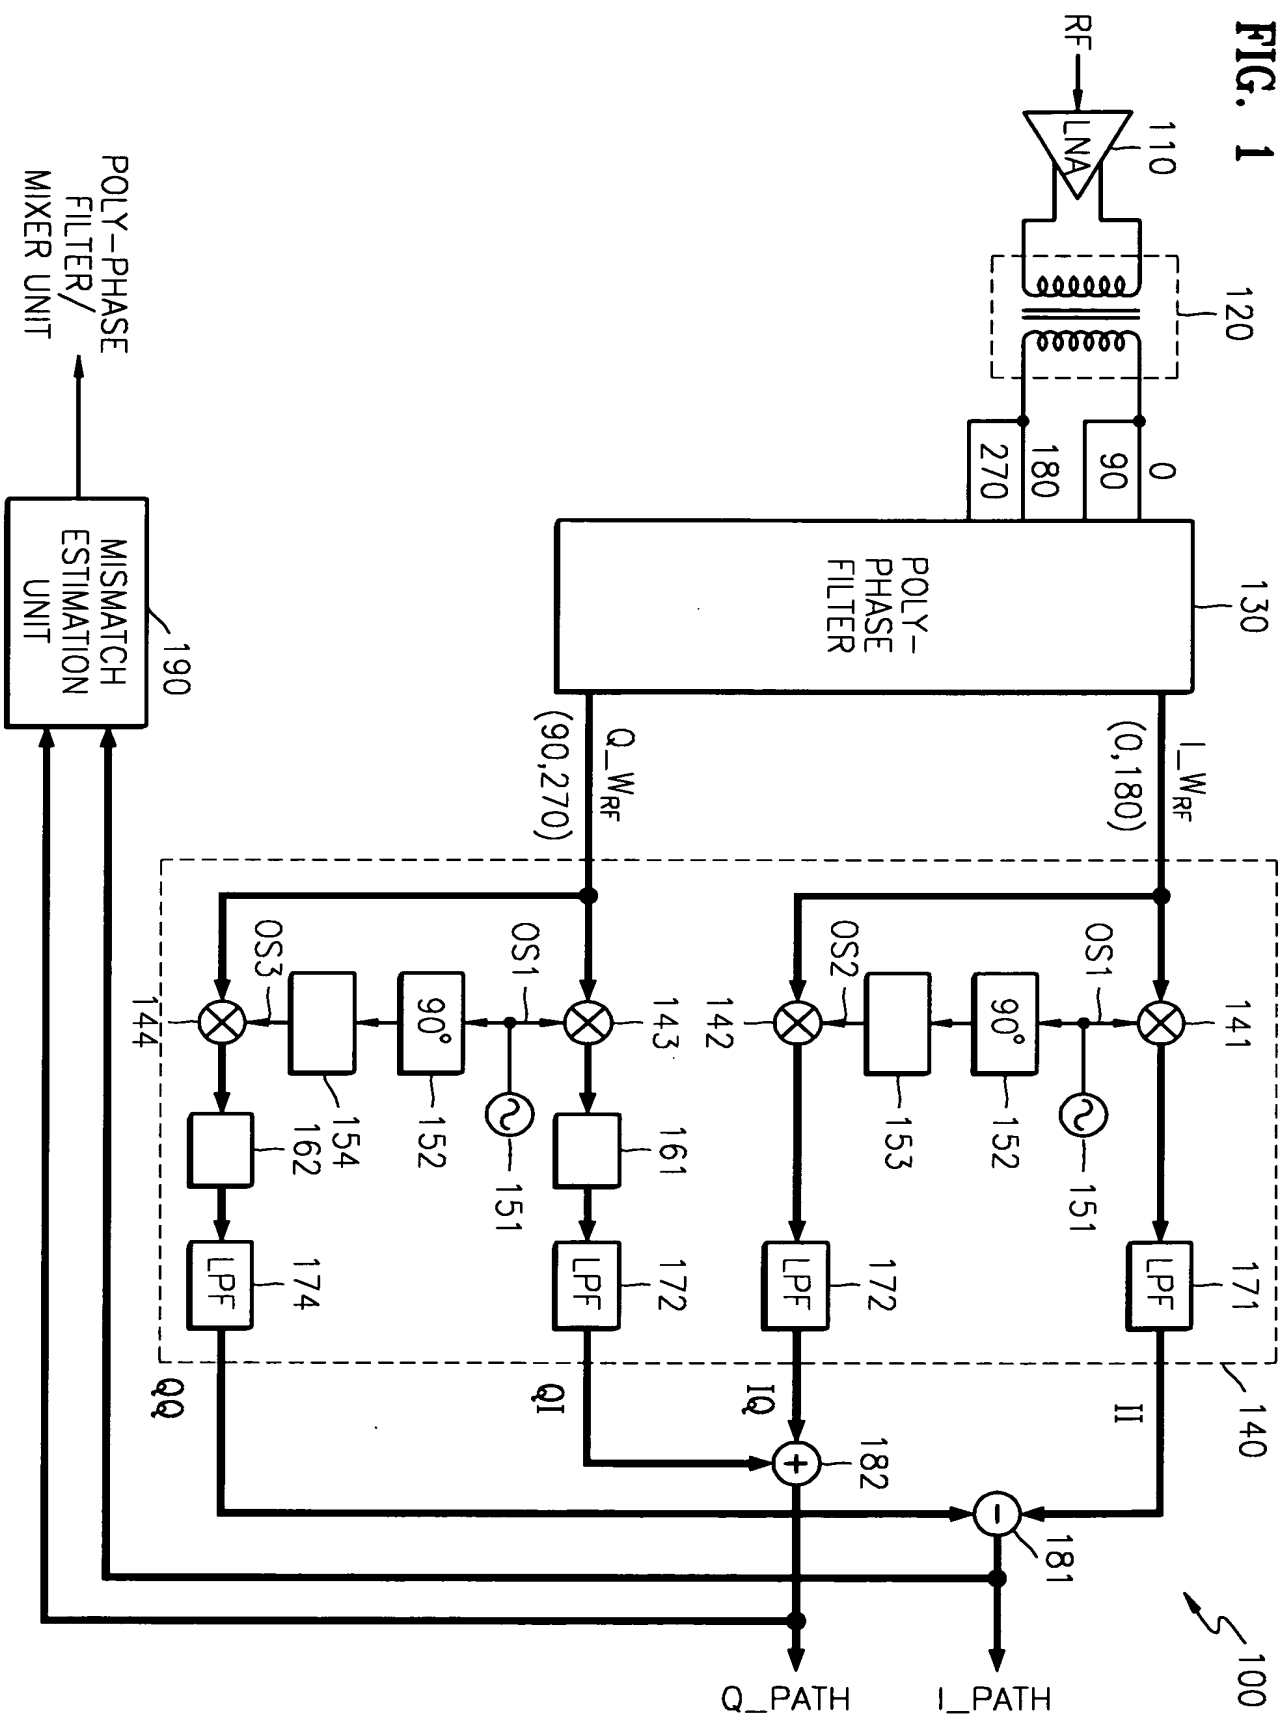 FIG. 1
100
RF
LNA
110
120
0
90
180
270
130
POLY-
PHASE
FILTER
I_WRF
(0,180)
Q_WRF
(90,270)
140
141
OS1
151
90°
152
153
OS2
142
171
LPF
II
172
LPF
IQ
143
OS1
151
90°
152
154
OS3
144
161
162
172
LPF
QI
174
LPF
QQ
181
-
182
+
I_PATH
Q_PATH
190
MISMATCH
ESTIMATION
UNIT
POLY-PHASE
FILTER/
MIXER UNIT